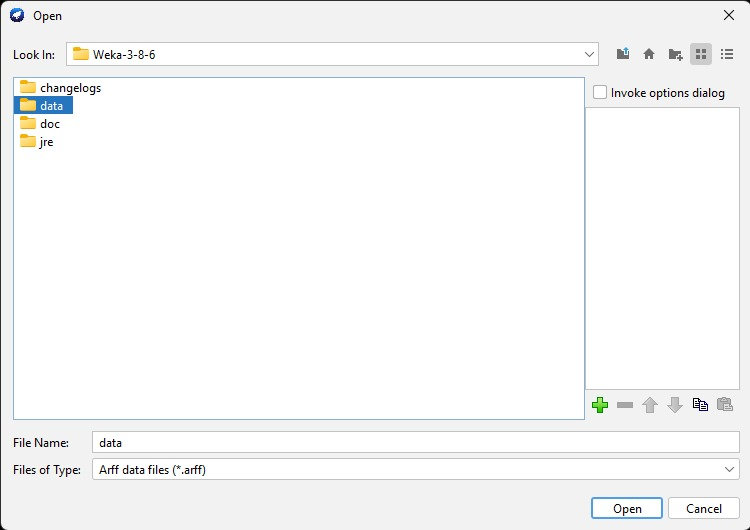 Open
Look In:
Weka-3-8-6
changelogs
data
doc
jre
Invoke options dialog
File Name:
data
Files of Type:
Arff data files (*.arff)
Open
Cancel